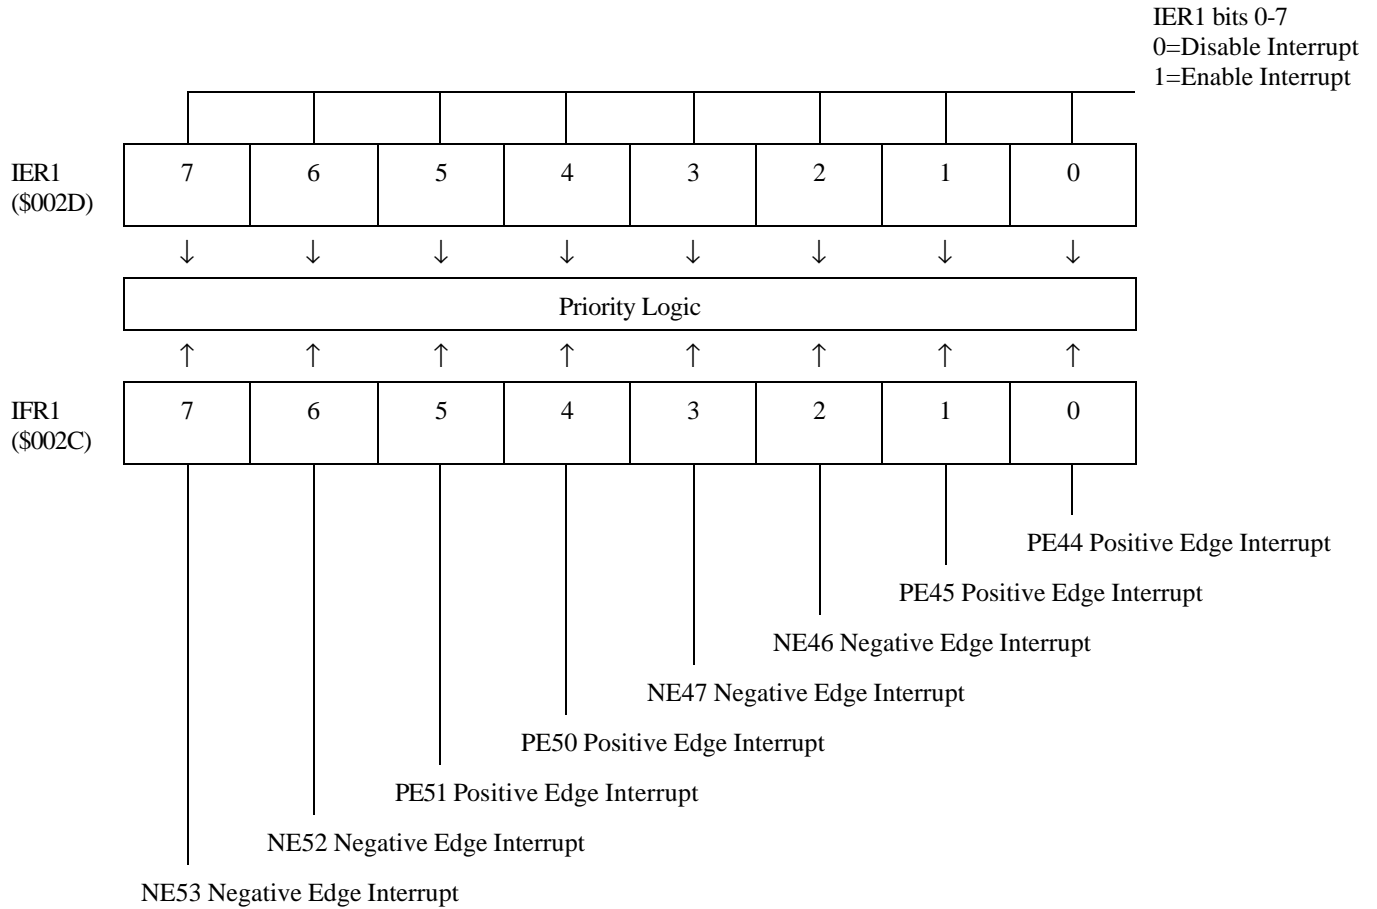 IER1 bits 0-7
0=Disable Interrupt
1=Enable Interrupt
IER1
($002D)
7 6 5 4 3 2 1 0
↓ ↓ ↓ ↓ ↓ ↓ ↓ ↓
Priority Logic
↑ ↑ ↑ ↑ ↑ ↑ ↑ ↑
IFR1
($002C)
7 6 5 4 3 2 1 0
PE44 Positive Edge Interrupt
PE45 Positive Edge Interrupt
NE46 Negative Edge Interrupt
NE47 Negative Edge Interrupt
PE50 Positive Edge Interrupt
PE51 Positive Edge Interrupt
NE52 Negative Edge Interrupt
NE53 Negative Edge Interrupt